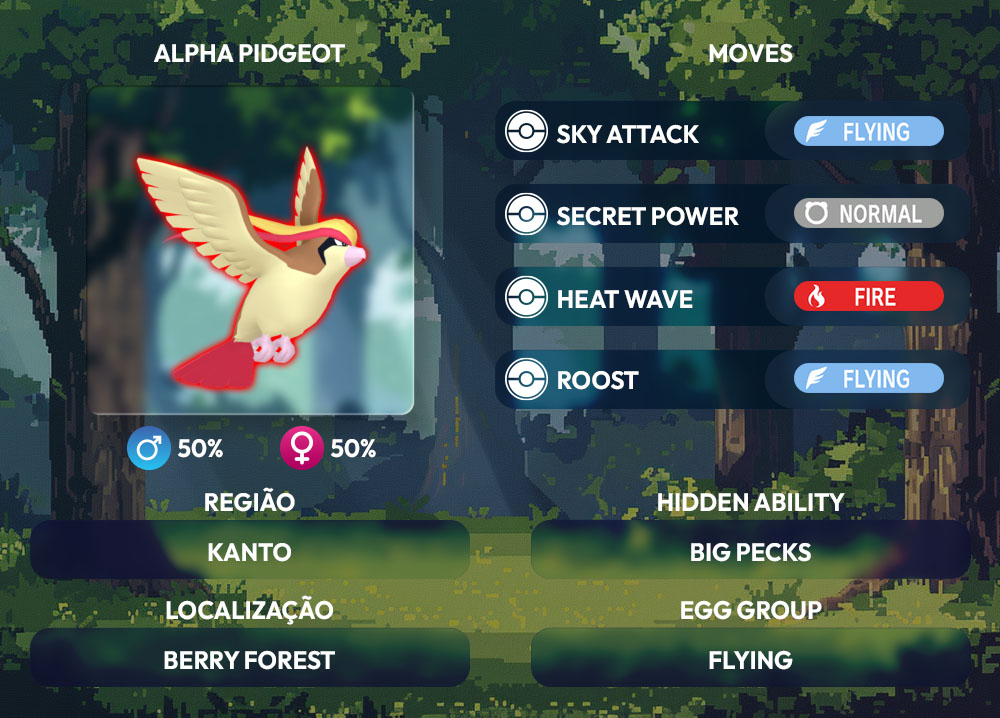 ALPHA PIDGEOT
50%
50%
REGIÃO
KANTO
LOCALIZAÇÃO
BERRY FOREST
MOVES
SKY ATTACK FLYING
SECRET POWER NORMAL
HEAT WAVE FIRE
ROOST FLYING
HIDDEN ABILITY
BIG PECKS
EGG GROUP
FLYING